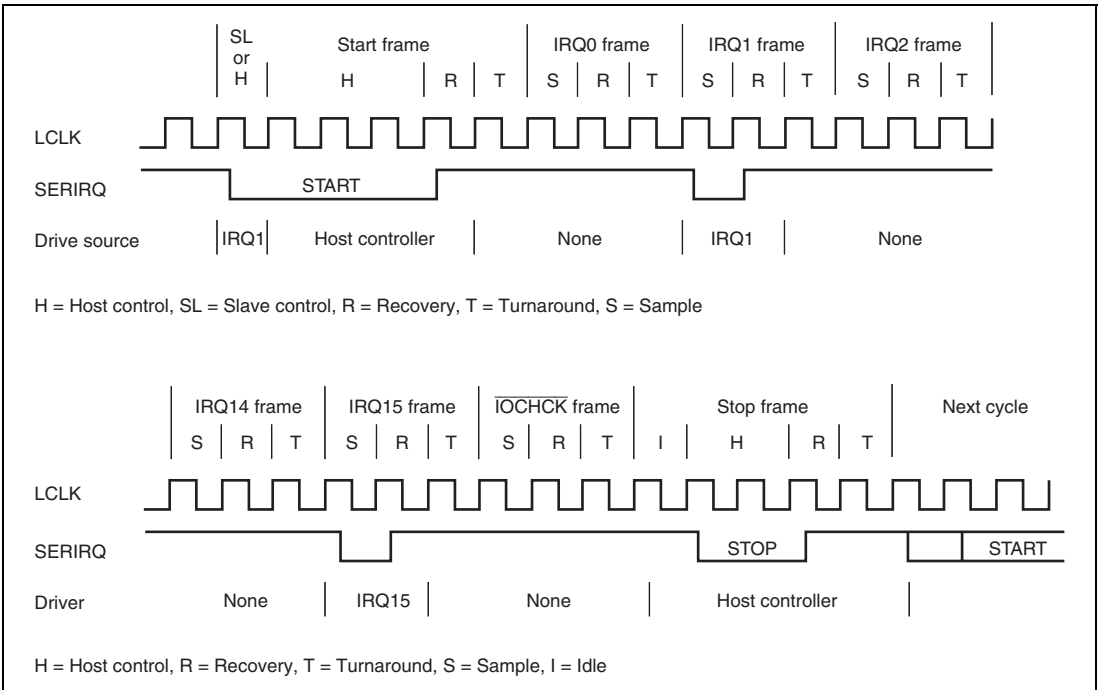 SL or H
Start frame
IRQ0 frame
IRQ1 frame
IRQ2 frame
H R T S R T S R T S R T
LCLK
SERIRQ
START
Drive source
IRQ1
Host controller
None
IRQ1
None
H = Host control, SL = Slave control, R = Recovery, T = Turnaround, S = Sample
IRQ14 frame
IRQ15 frame
IOCHCK frame
Stop frame
Next cycle
S R T S R T S R T I H R T
LCLK
SERIRQ
STOP
START
Driver
None
IRQ15
None
Host controller
H = Host control, R = Recovery, T = Turnaround, S = Sample, I = Idle